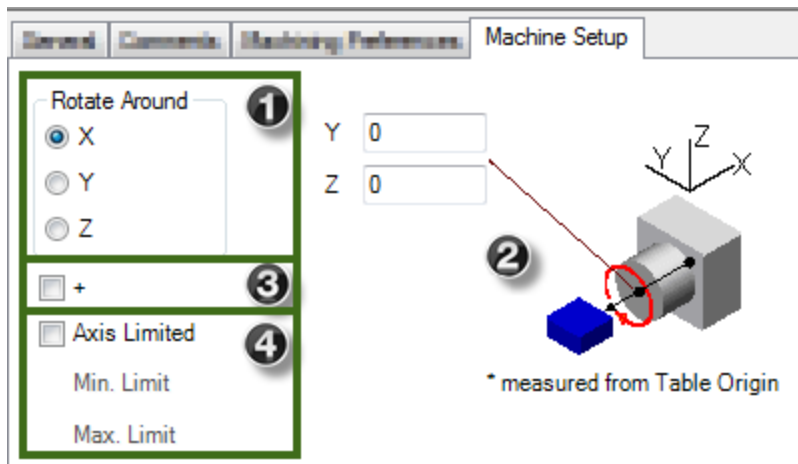 Machine Setup
Rotate Around
1
X
Y
Z
Y 0
Z 0
Z
Y
X
2
+
3
Axis Limited
4
Min. Limit
Max. Limit
* measured from Table Origin